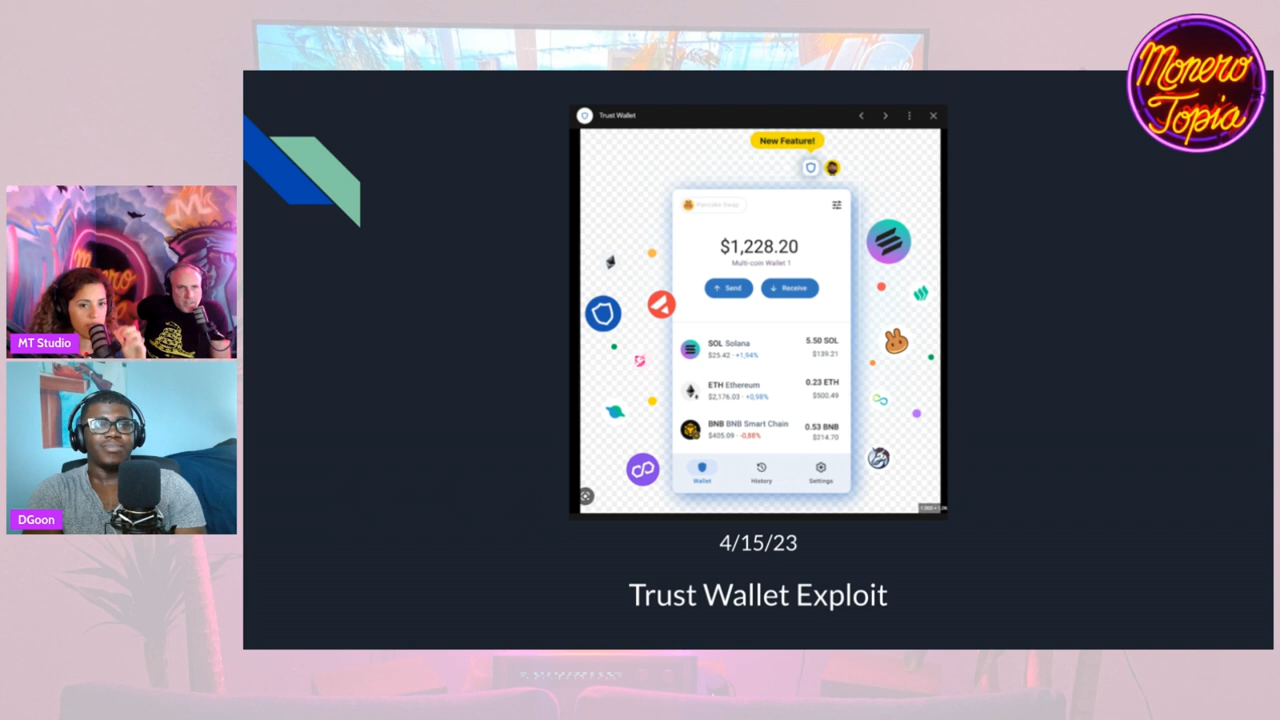 Monero
Topia
Trust Wallet
New Feature!
Pancake Swap
$1,228.20
Multi-coin Wallet 1
Send
Receive
SOL Solana
5.50 SOL
$25.42 · +1,94%
$139.21
ETH Ethereum
0.23 ETH
$2,176.03 · +0,98%
$500.49
BNB BNB Smart Chain
0.53 BNB
$405.09 · -0,88%
$214.70
Wallet
History
Settings
MT Studio
DGoon
4/15/23
Trust Wallet Exploit